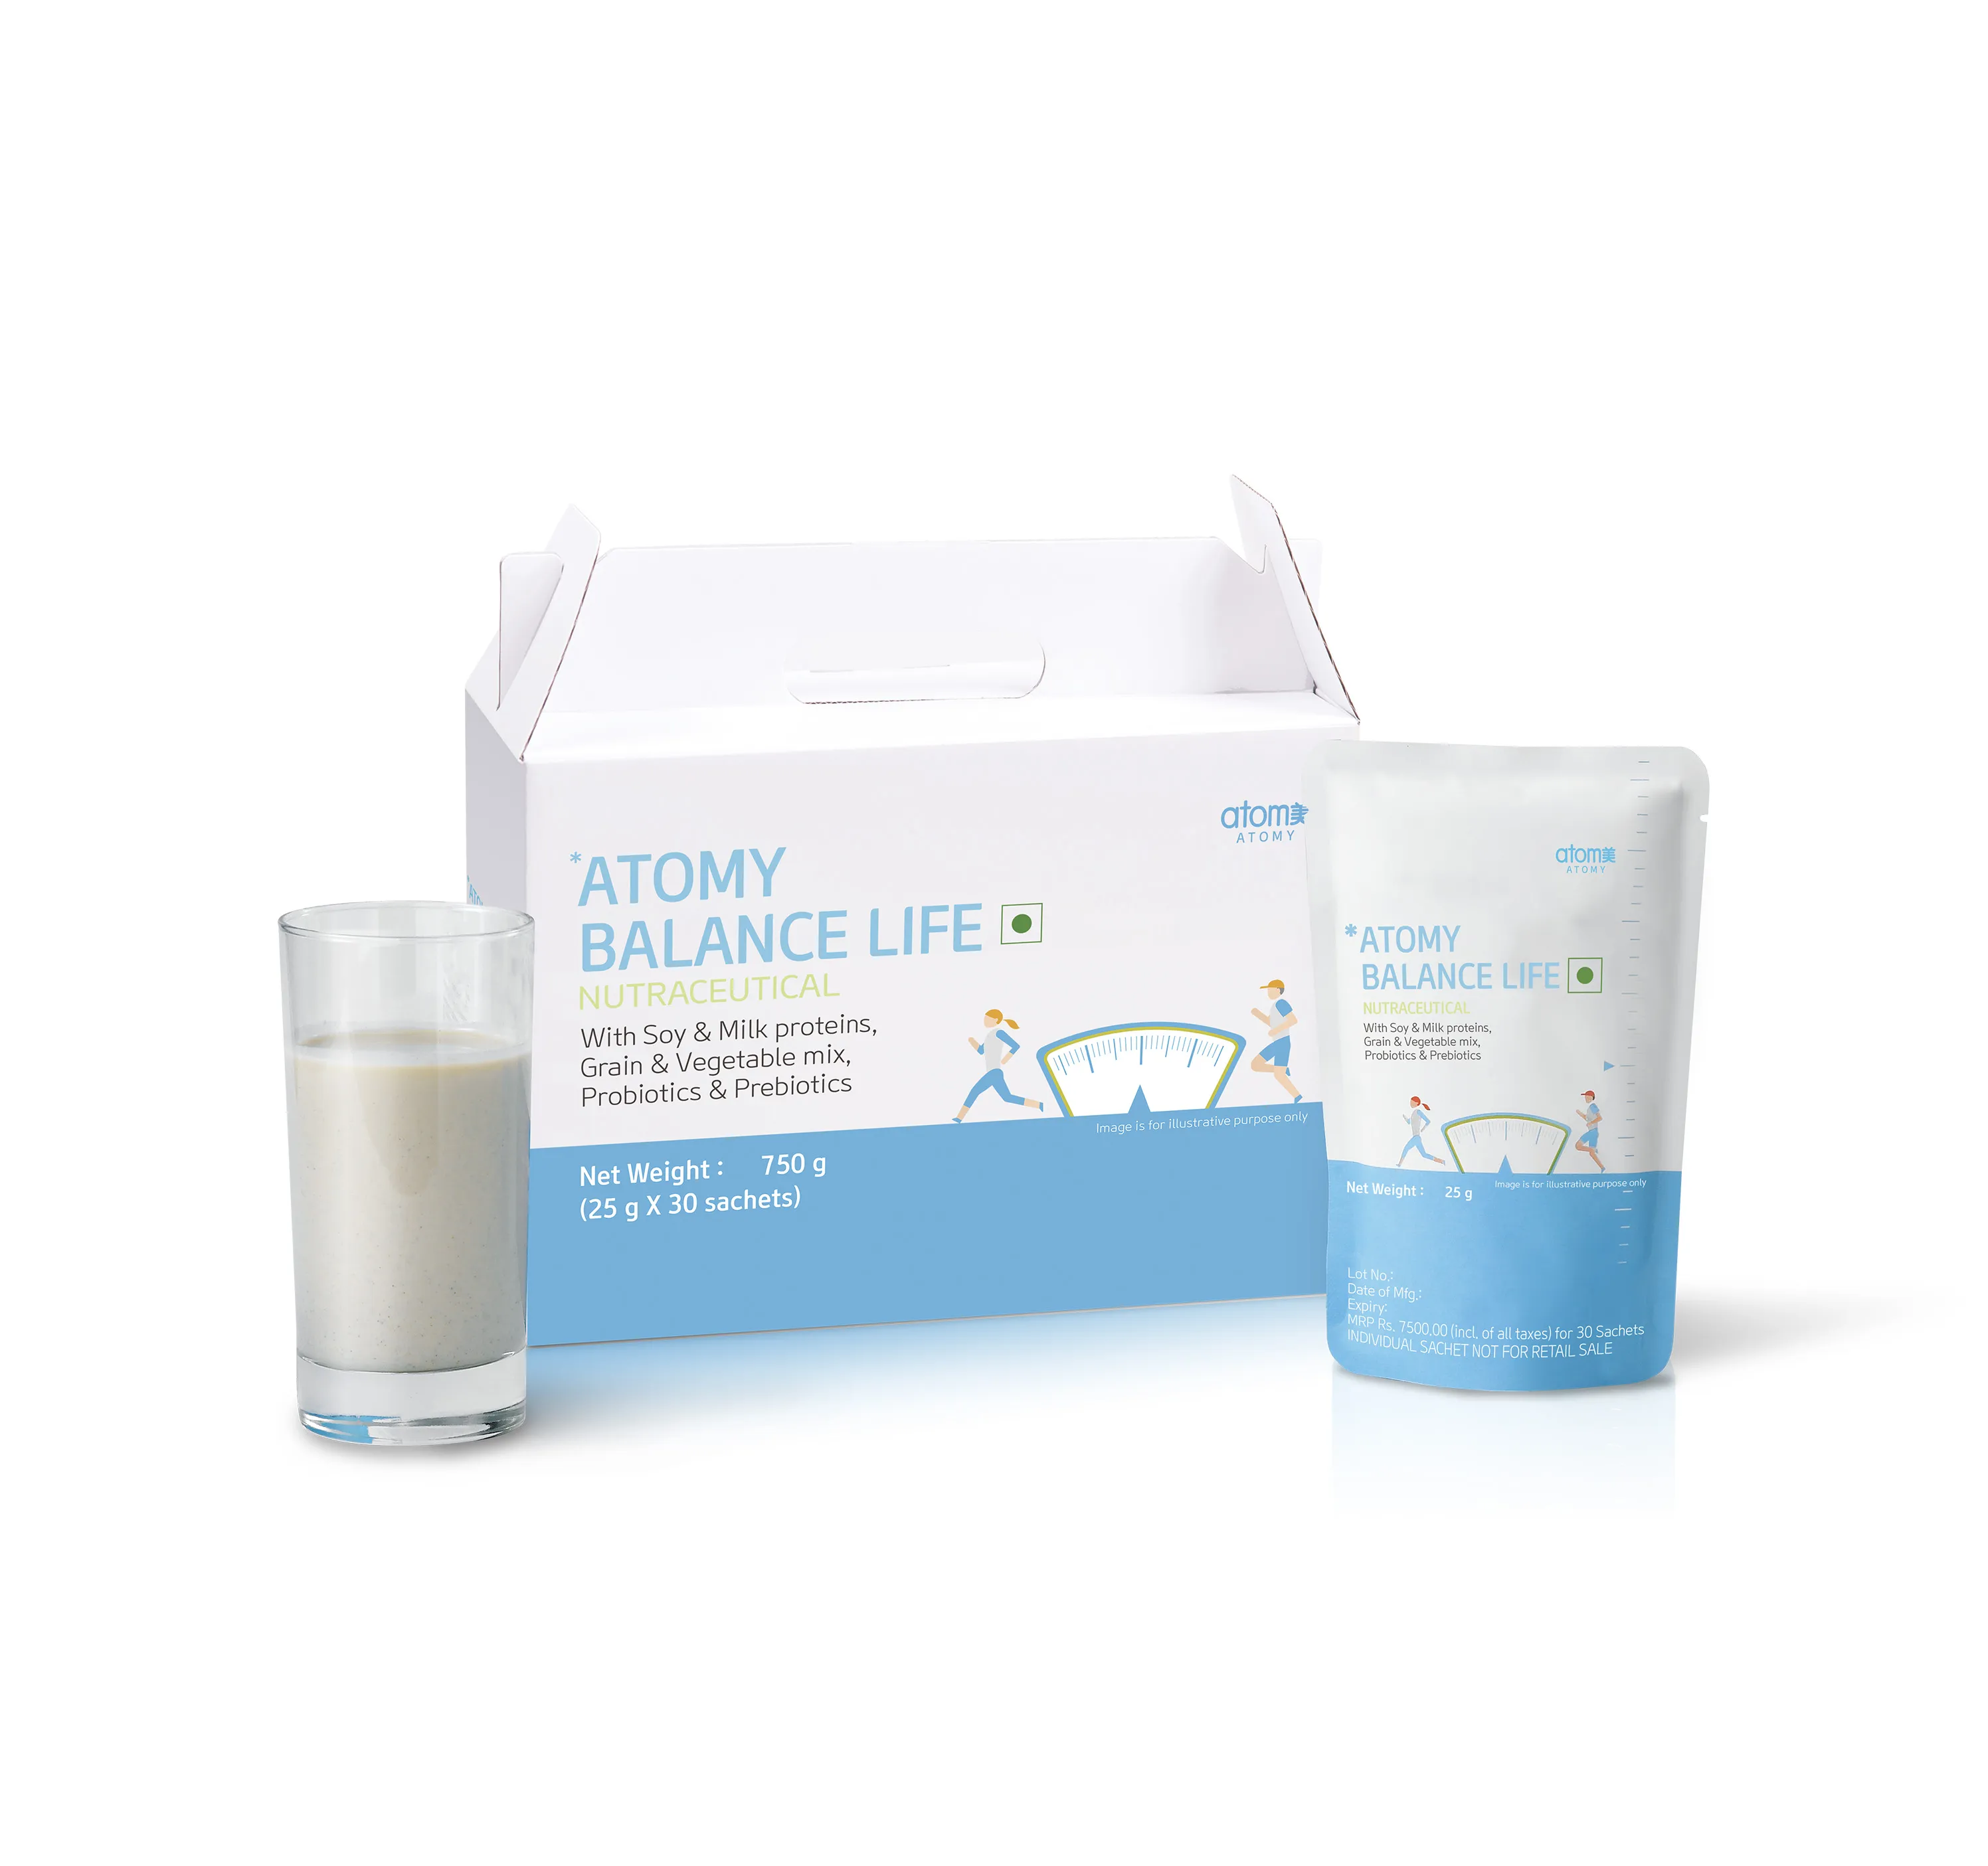 atom美
ATOMY
*ATOMY
BALANCE LIFE
NUTRACEUTICAL
With Soy & Milk proteins,
Grain & Vegetable mix,
Probiotics & Prebiotics
Image is for illustrative purpose only
Net Weight : 750 g
(25 g X 30 sachets)
atom美
ATOMY
*ATOMY
BALANCE LIFE
NUTRACEUTICAL
With Soy & Milk proteins,
Grain & Vegetable mix,
Probiotics & Prebiotics
Net Weight : 25 g
Image is for illustrative purpose only
Lot No.:
Date of Mfg.:
Expiry:
MRP Rs. 7500.00 (incl. of all taxes) for 30 Sachets
INDIVIDUAL SACHET NOT FOR RETAIL SALE